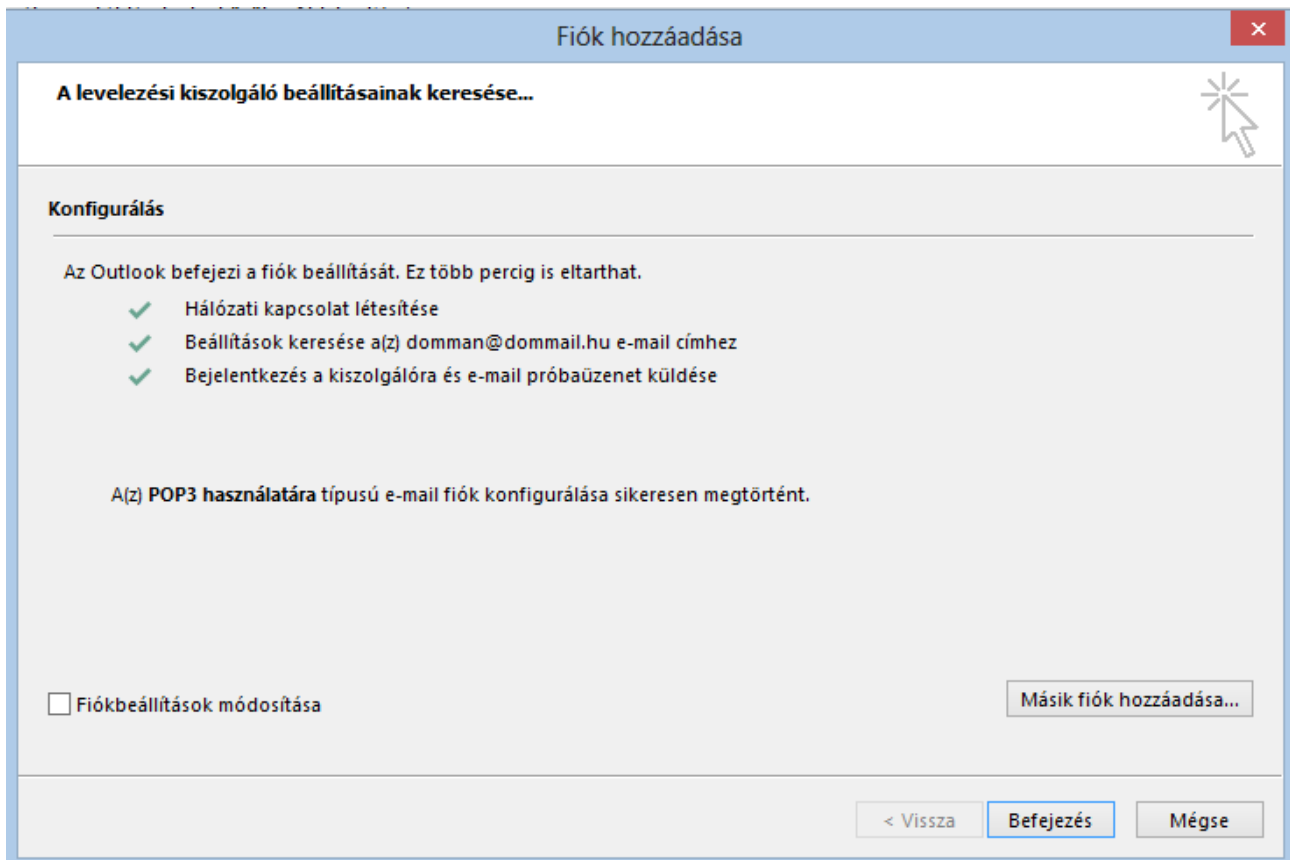 Fiók hozzáadása
A levelezési kiszolgáló beállításainak keresése...
Konfigurálás
Az Outlook befejezi a fiók beállítását. Ez több percig is eltarthat.
Hálózati kapcsolat létesítése
Beállítások keresése a(z) domman@dommail.hu e-mail címhez
Bejelentkezés a kiszolgálóra és e-mail próbaüzenet küldése
A(z) POP3 használatára típusú e-mail fiók konfigurálása sikeresen megtörtént.
Fiókbeállítások módosítása
Másik fiók hozzáadása...
< Vissza
Befejezés
Mégse